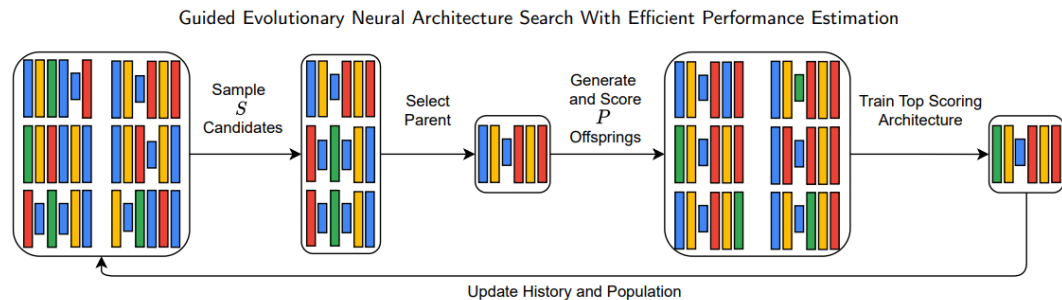 Guided Evolutionary Neural Architecture Search With Efficient Performance Estimation
Sample
S
Candidates
Select
Parent
Generate
and Score
P
Offsprings
Train Top Scoring
Architecture
Update History and Population